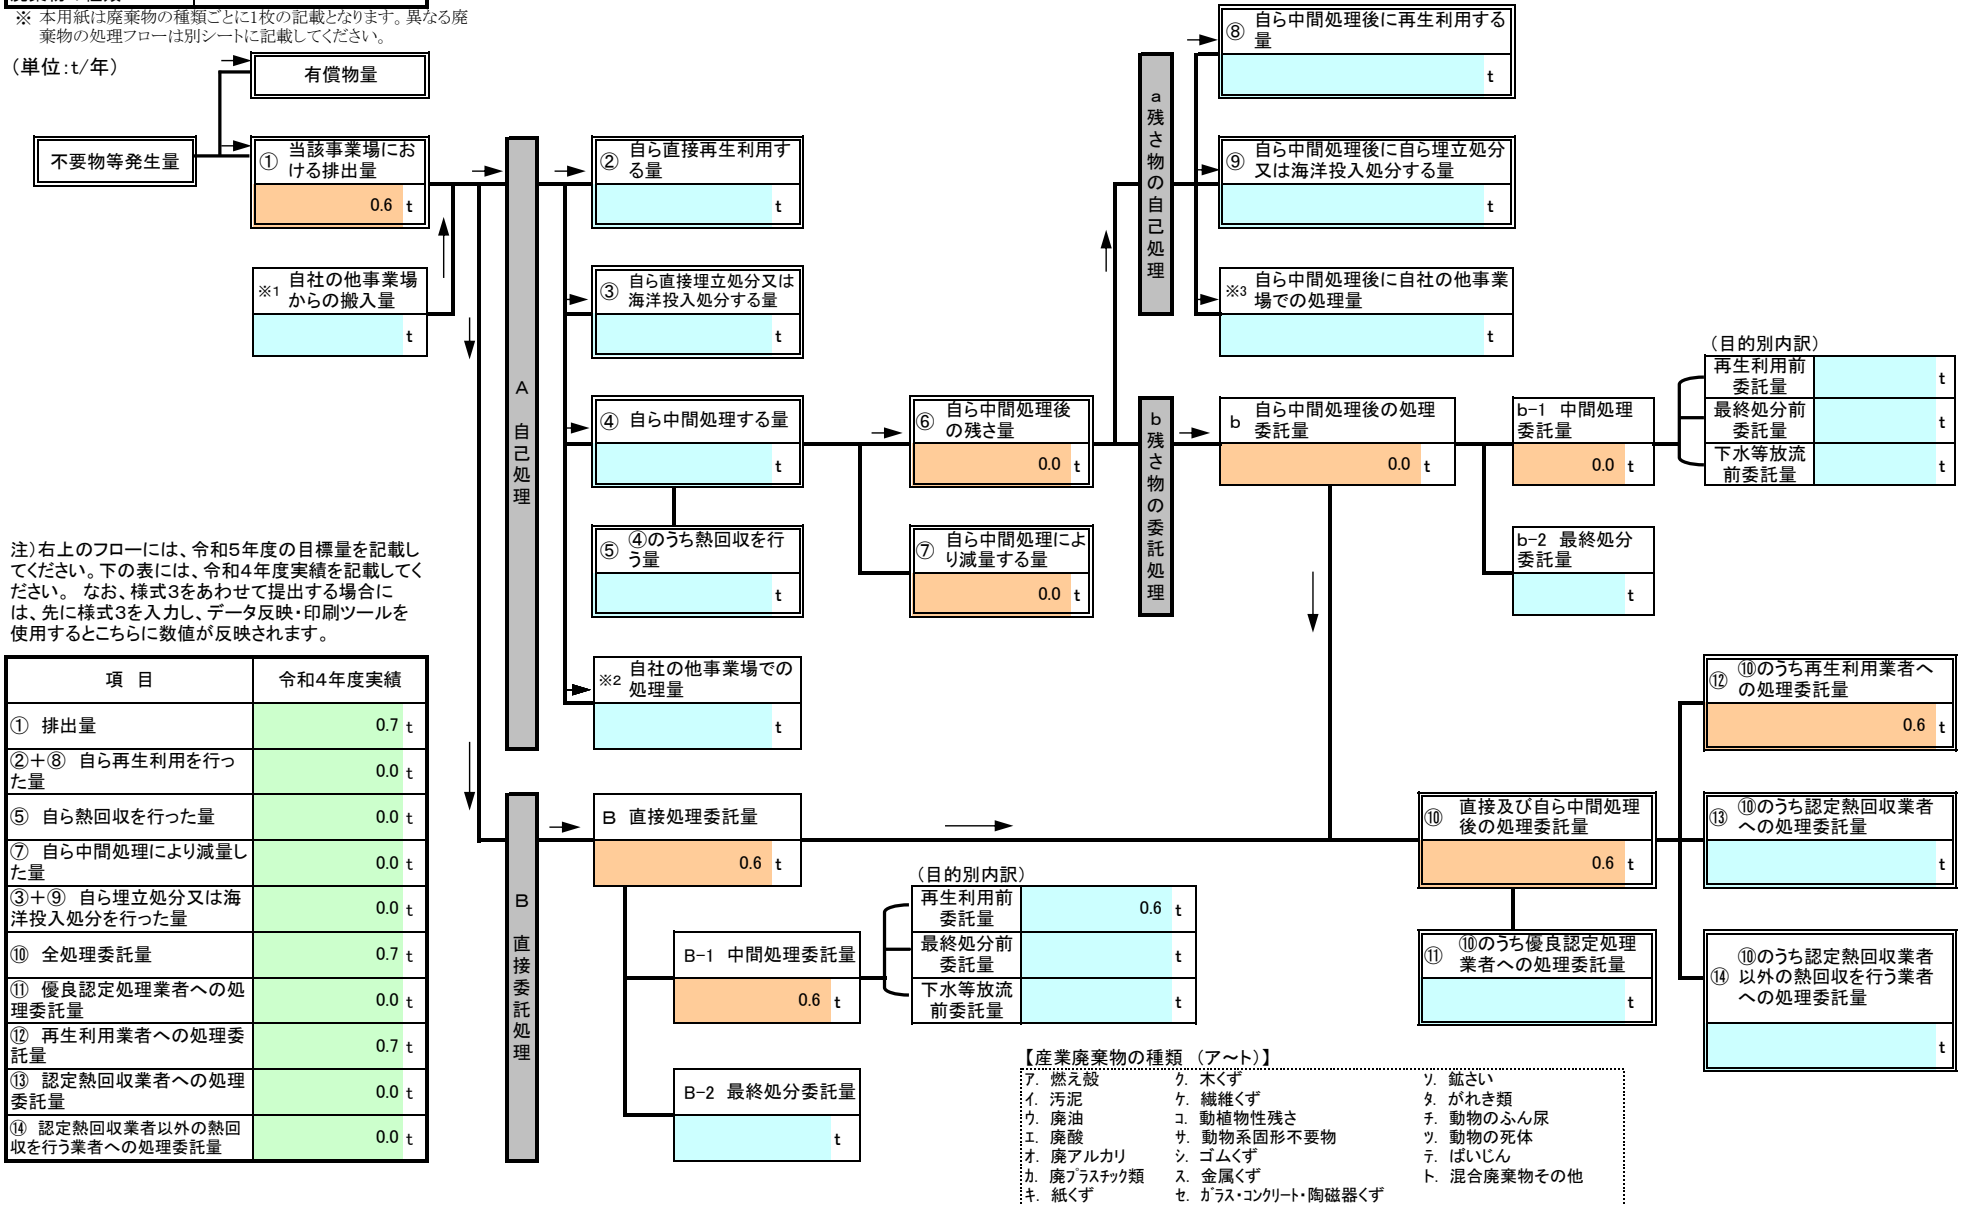 ※ 本用紙は廃棄物の種類ごとに1枚の記載となります。異なる廃
棄物の処理フローは別シートに記載してください。
(単位:t/年)
有償物量
不要物等発生量
① 当該事業場にお
ける排出量
0.6 t
※1 自社の他事業場
からの搬入量
t
A 自己処理
② 自ら直接再生利用す
る量
t
③ 自ら直接埋立処分又は
海洋投入処分する量
t
④ 自ら中間処理する量
t
⑤ ④のうち熱回収を行
う量
t
※2 自社の他事業場での
処理量
t
⑥ 自ら中間処理後
の残さ量
0.0 t
⑦ 自ら中間処理によ
り減量する量
0.0 t
a 残さ物の自己処理
⑧ 自ら中間処理後に再生利用する
量
t
⑨ 自ら中間処理後に自ら埋立処分
又は海洋投入処分する量
t
※3 自ら中間処理後に自社の他事業
場での処理量
t
b 残さ物の委託処理
b 自ら中間処理後の処理
委託量
0.0 t
b-1 中間処理
委託量
0.0 t
(目的別内訳)
再生利用前
委託量
t
最終処分前
委託量
t
下水等放流
前委託量
t
b-2 最終処分
委託量
t
注)右上のフローには、令和5年度の目標量を記載し
てください。下の表には、令和4年度実績を記載してく
ださい。 なお、様式3をあわせて提出する場合に
は、先に様式3を入力し、データ反映・印刷ツールを
使用するとこちらに数値が反映されます。
項 目 令和4年度実績
① 排出量 0.7 t
②+⑧ 自ら再生利用を行っ
た量 0.0 t
⑤ 自ら熱回収を行った量 0.0 t
⑦ 自ら中間処理により減量し
た量 0.0 t
③+⑨ 自ら埋立処分又は海
洋投入処分を行った量 0.0 t
⑩ 全処理委託量 0.7 t
⑪ 優良認定処理業者への処
理委託量 0.0 t
⑫ 再生利用業者への処理委
託量 0.7 t
⑬ 認定熱回収業者への処理
委託量 0.0 t
⑭ 認定熱回収業者以外の熱回
収を行う業者への処理委託量 0.0 t
B 直接委託処理
B 直接処理委託量
0.6 t
B-1 中間処理委託量
0.6 t
B-2 最終処分委託量
t
(目的別内訳)
再生利用前
委託量
0.6 t
最終処分前
委託量
t
下水等放流
前委託量
t
⑩ 直接及び自ら中間処理
後の処理委託量
0.6 t
⑪ ⑩のうち優良認定処理
業者への処理委託量
t
⑫ ⑩のうち再生利用業者へ
の処理委託量
0.6 t
⑬ ⑩のうち認定熱回収業者
への処理委託量
t
⑭ ⑩のうち認定熱回収業者
以外の熱回収を行う業者
への処理委託量
t
【産業廃棄物の種類 (ア~ト)】
ア. 燃え殻 ク. 木くず ソ. 鉱さい
イ. 汚泥 ケ. 繊維くず タ. がれき類
ウ. 廃油 コ. 動植物性残さ チ. 動物のふん尿
エ. 廃酸 サ. 動物系固形不要物 ツ. 動物の死体
オ. 廃アルカリ シ. ゴムくず テ. ばいじん
カ. 廃プラスチック類 ス. 金属くず ト. 混合廃棄物その他
キ. 紙くず セ. ガラス・コンクリート・陶磁器くず